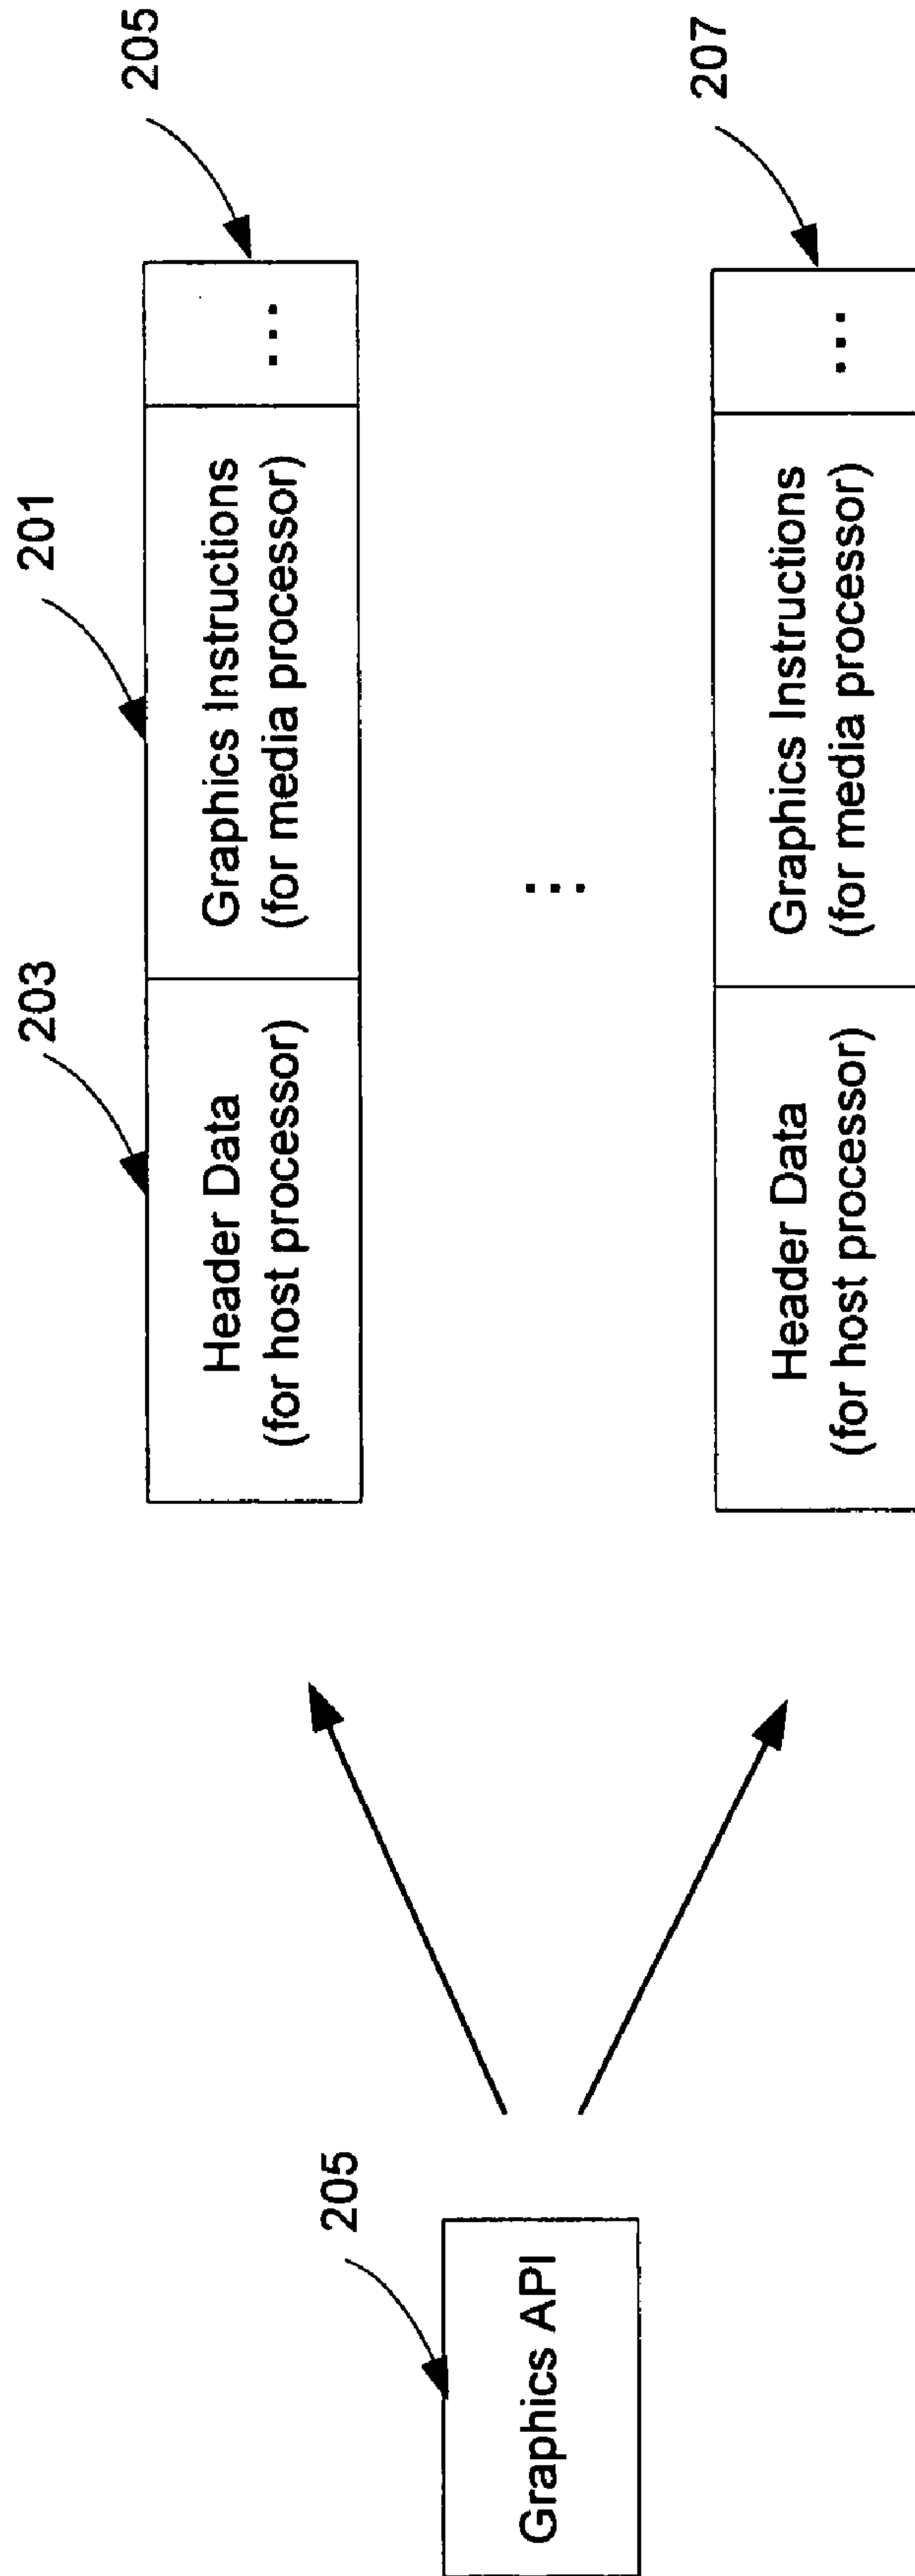 203
201
205
Header Data
(for host processor)
Graphics Instructions
(for media processor)
...
205
Graphics API
...
207
Header Data
(for host processor)
Graphics Instructions
(for media processor)
...